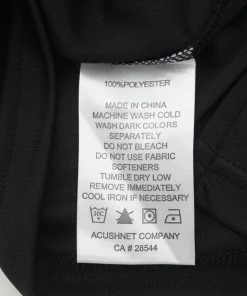 100%POLYESTER
MADE IN CHINA
MACHINE WASH COLD
WASH DARK COLORS
SEPARATELY
DO NOT BLEACH
DO NOT USE FABRIC
SOFTENERS
TUMBLE DRY LOW
REMOVE IMMEDIATELY
COOL IRON IF NECESSARY
30C
ACUSHNET COMPANY
CA # 28544